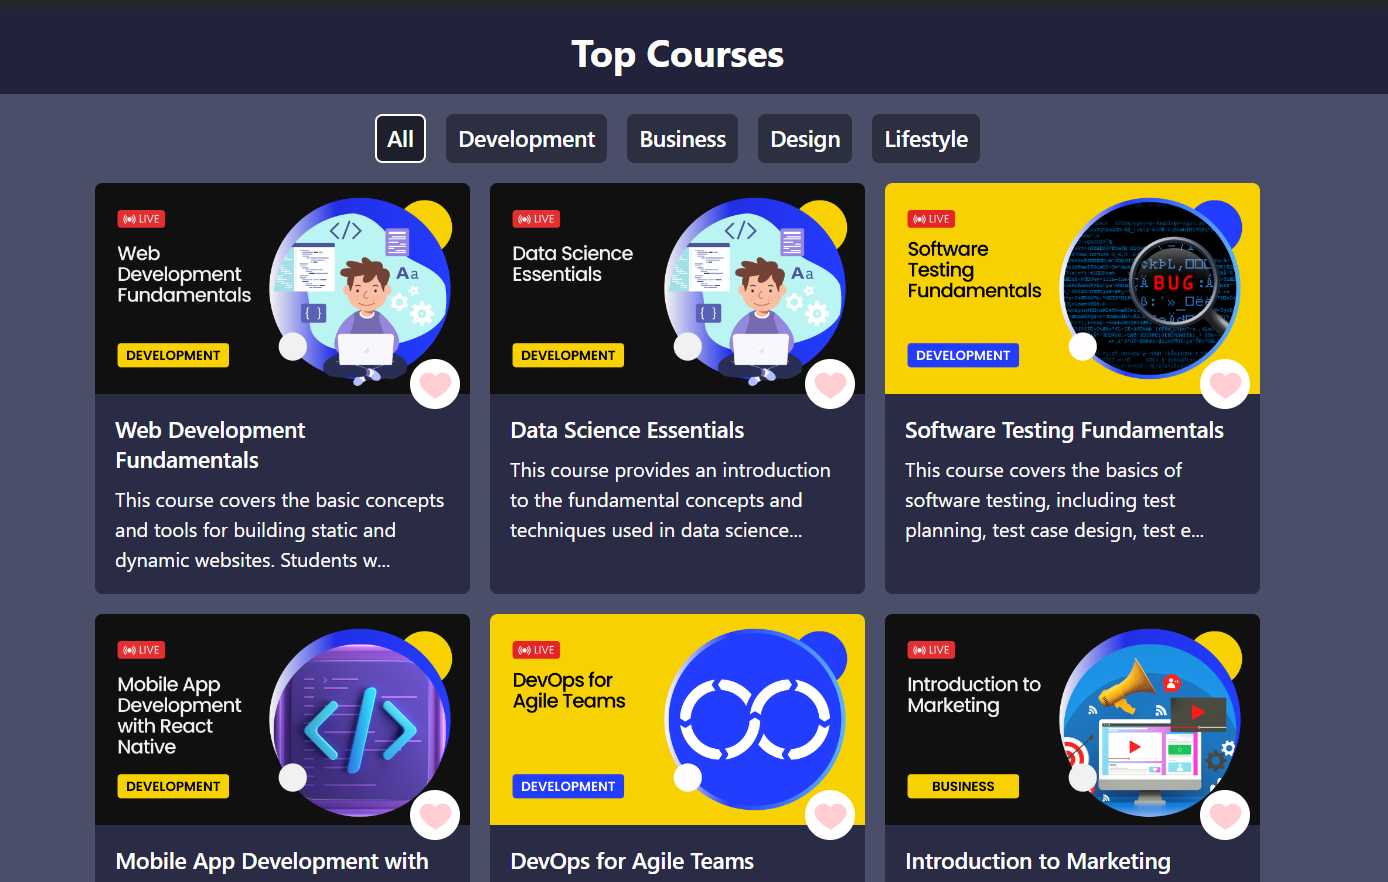 Top Courses
All
Development
Business
Design
Lifestyle
LIVE
Web
Development
Fundamentals
Aa
DEVELOPMENT
Web Development
Fundamentals
This course covers the basic concepts
and tools for building static and
dynamic websites. Students w...
LIVE
Data Science
Essentials
Aa
DEVELOPMENT
Data Science Essentials
This course provides an introduction
to the fundamental concepts and
techniques used in data science...
LIVE
Software
Testing
Fundamentals
BUG
DEVELOPMENT
Software Testing Fundamentals
This course covers the basics of
software testing, including test
planning, test case design, test e...
LIVE
Mobile App
Development
with React
Native
DEVELOPMENT
Mobile App Development with
LIVE
DevOps for
Agile Teams
DEVELOPMENT
DevOps for Agile Teams
LIVE
Introduction to
Marketing
BUSINESS
Introduction to Marketing